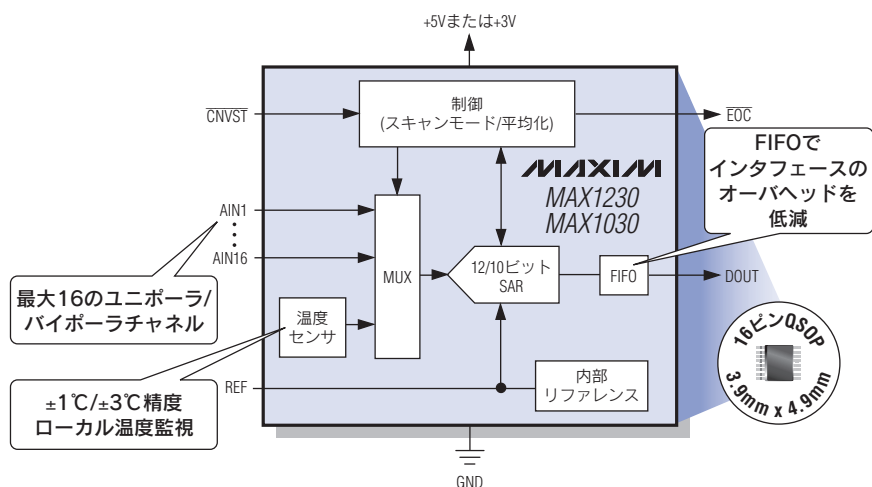 +5Vまたは+3V
CNVST
制御
(スキャンモード/平均化)
EOC
FIFOで
インタフェースの
オーバヘッドを
低減
MAXIM
MAX1230
MAX1030
AIN1
AIN16
MUX
12/10ビット
SAR
FIFO
DOUT
最大16のユニポーラ/
バイポーラチャネル
温度
センサ
±1℃/±3℃精度
ローカル温度監視
REF
内部
リファレンス
16ピンQSOP
3.9mm x 4.9mm
GND